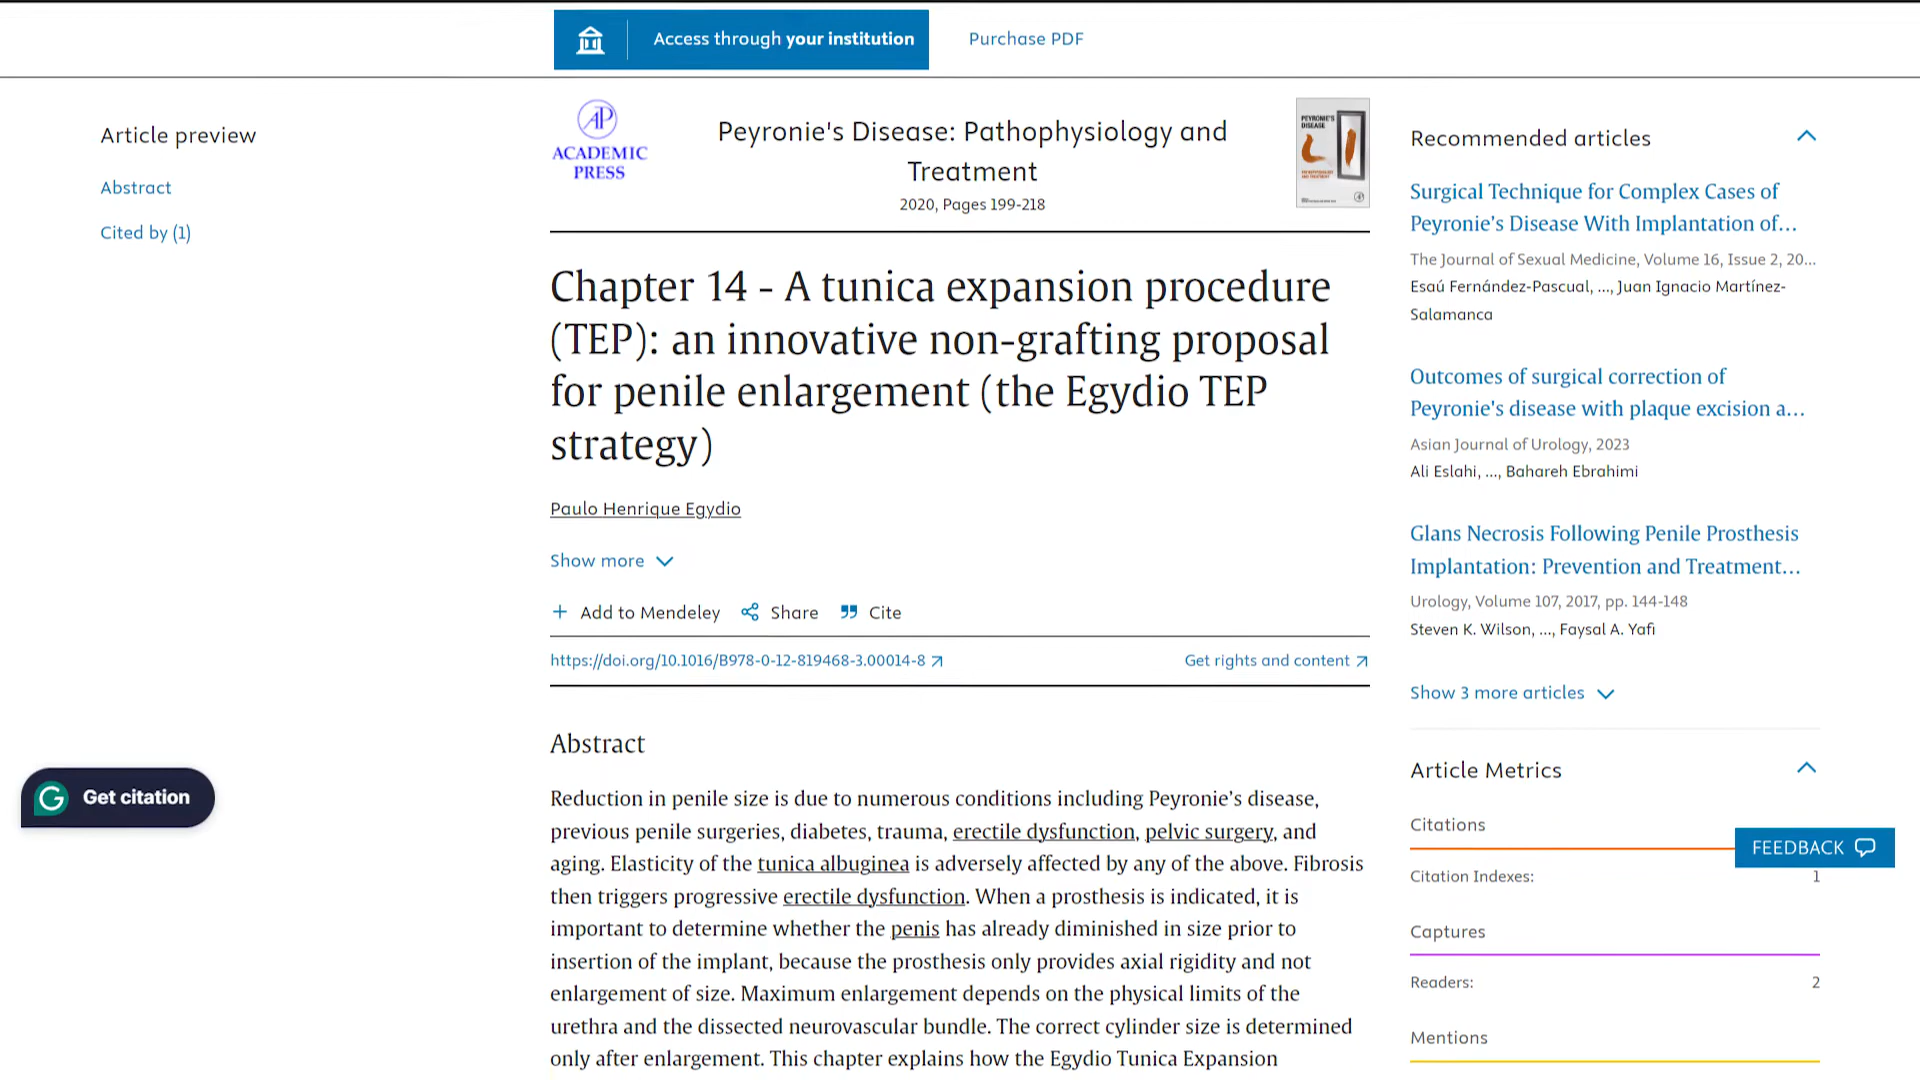 Access through your institution
Purchase PDF
Article preview
Abstract
Cited by (1)
AP
ACADEMIC
PRESS
Peyronie's Disease: Pathophysiology and
Treatment
2020, Pages 199-218
PEYRONIE'S
DISEASE
Chapter 14 - A tunica expansion procedure
(TEP): an innovative non-grafting proposal
for penile enlargement (the Egydio TEP
strategy)
Paulo Henrique Egydio
Show more
Add to Mendeley
Share
Cite
https://doi.org/10.1016/B978-0-12-819468-3.00014-8
Get rights and content
Abstract
Reduction in penile size is due to numerous conditions including Peyronie’s disease,
previous penile surgeries, diabetes, trauma, erectile dysfunction, pelvic surgery, and
aging. Elasticity of the tunica albuginea is adversely affected by any of the above. Fibrosis
then triggers progressive erectile dysfunction. When a prosthesis is indicated, it is
important to determine whether the penis has already diminished in size prior to
insertion of the implant, because the prosthesis only provides axial rigidity and not
enlargement of size. Maximum enlargement depends on the physical limits of the
urethra and the dissected neurovascular bundle. The correct cylinder size is determined
only after enlargement. This chapter explains how the Egydio Tunica Expansion
Recommended articles
Surgical Technique for Complex Cases of
Peyronie’s Disease With Implantation of…
The Journal of Sexual Medicine, Volume 16, Issue 2, 20…
Esaú Fernández-Pascual, …, Juan Ignacio Martínez-
Salamanca
Outcomes of surgical correction of
Peyronie's disease with plaque excision a…
Asian Journal of Urology, 2023
Ali Eslahi, …, Bahareh Ebrahimi
Glans Necrosis Following Penile Prosthesis
Implantation: Prevention and Treatment…
Urology, Volume 107, 2017, pp. 144-148
Steven K. Wilson, …, Faysal A. Yafi
Show 3 more articles
Article Metrics
Citations
Citation Indexes: 1
Captures
Readers: 2
Mentions
Get citation
FEEDBACK